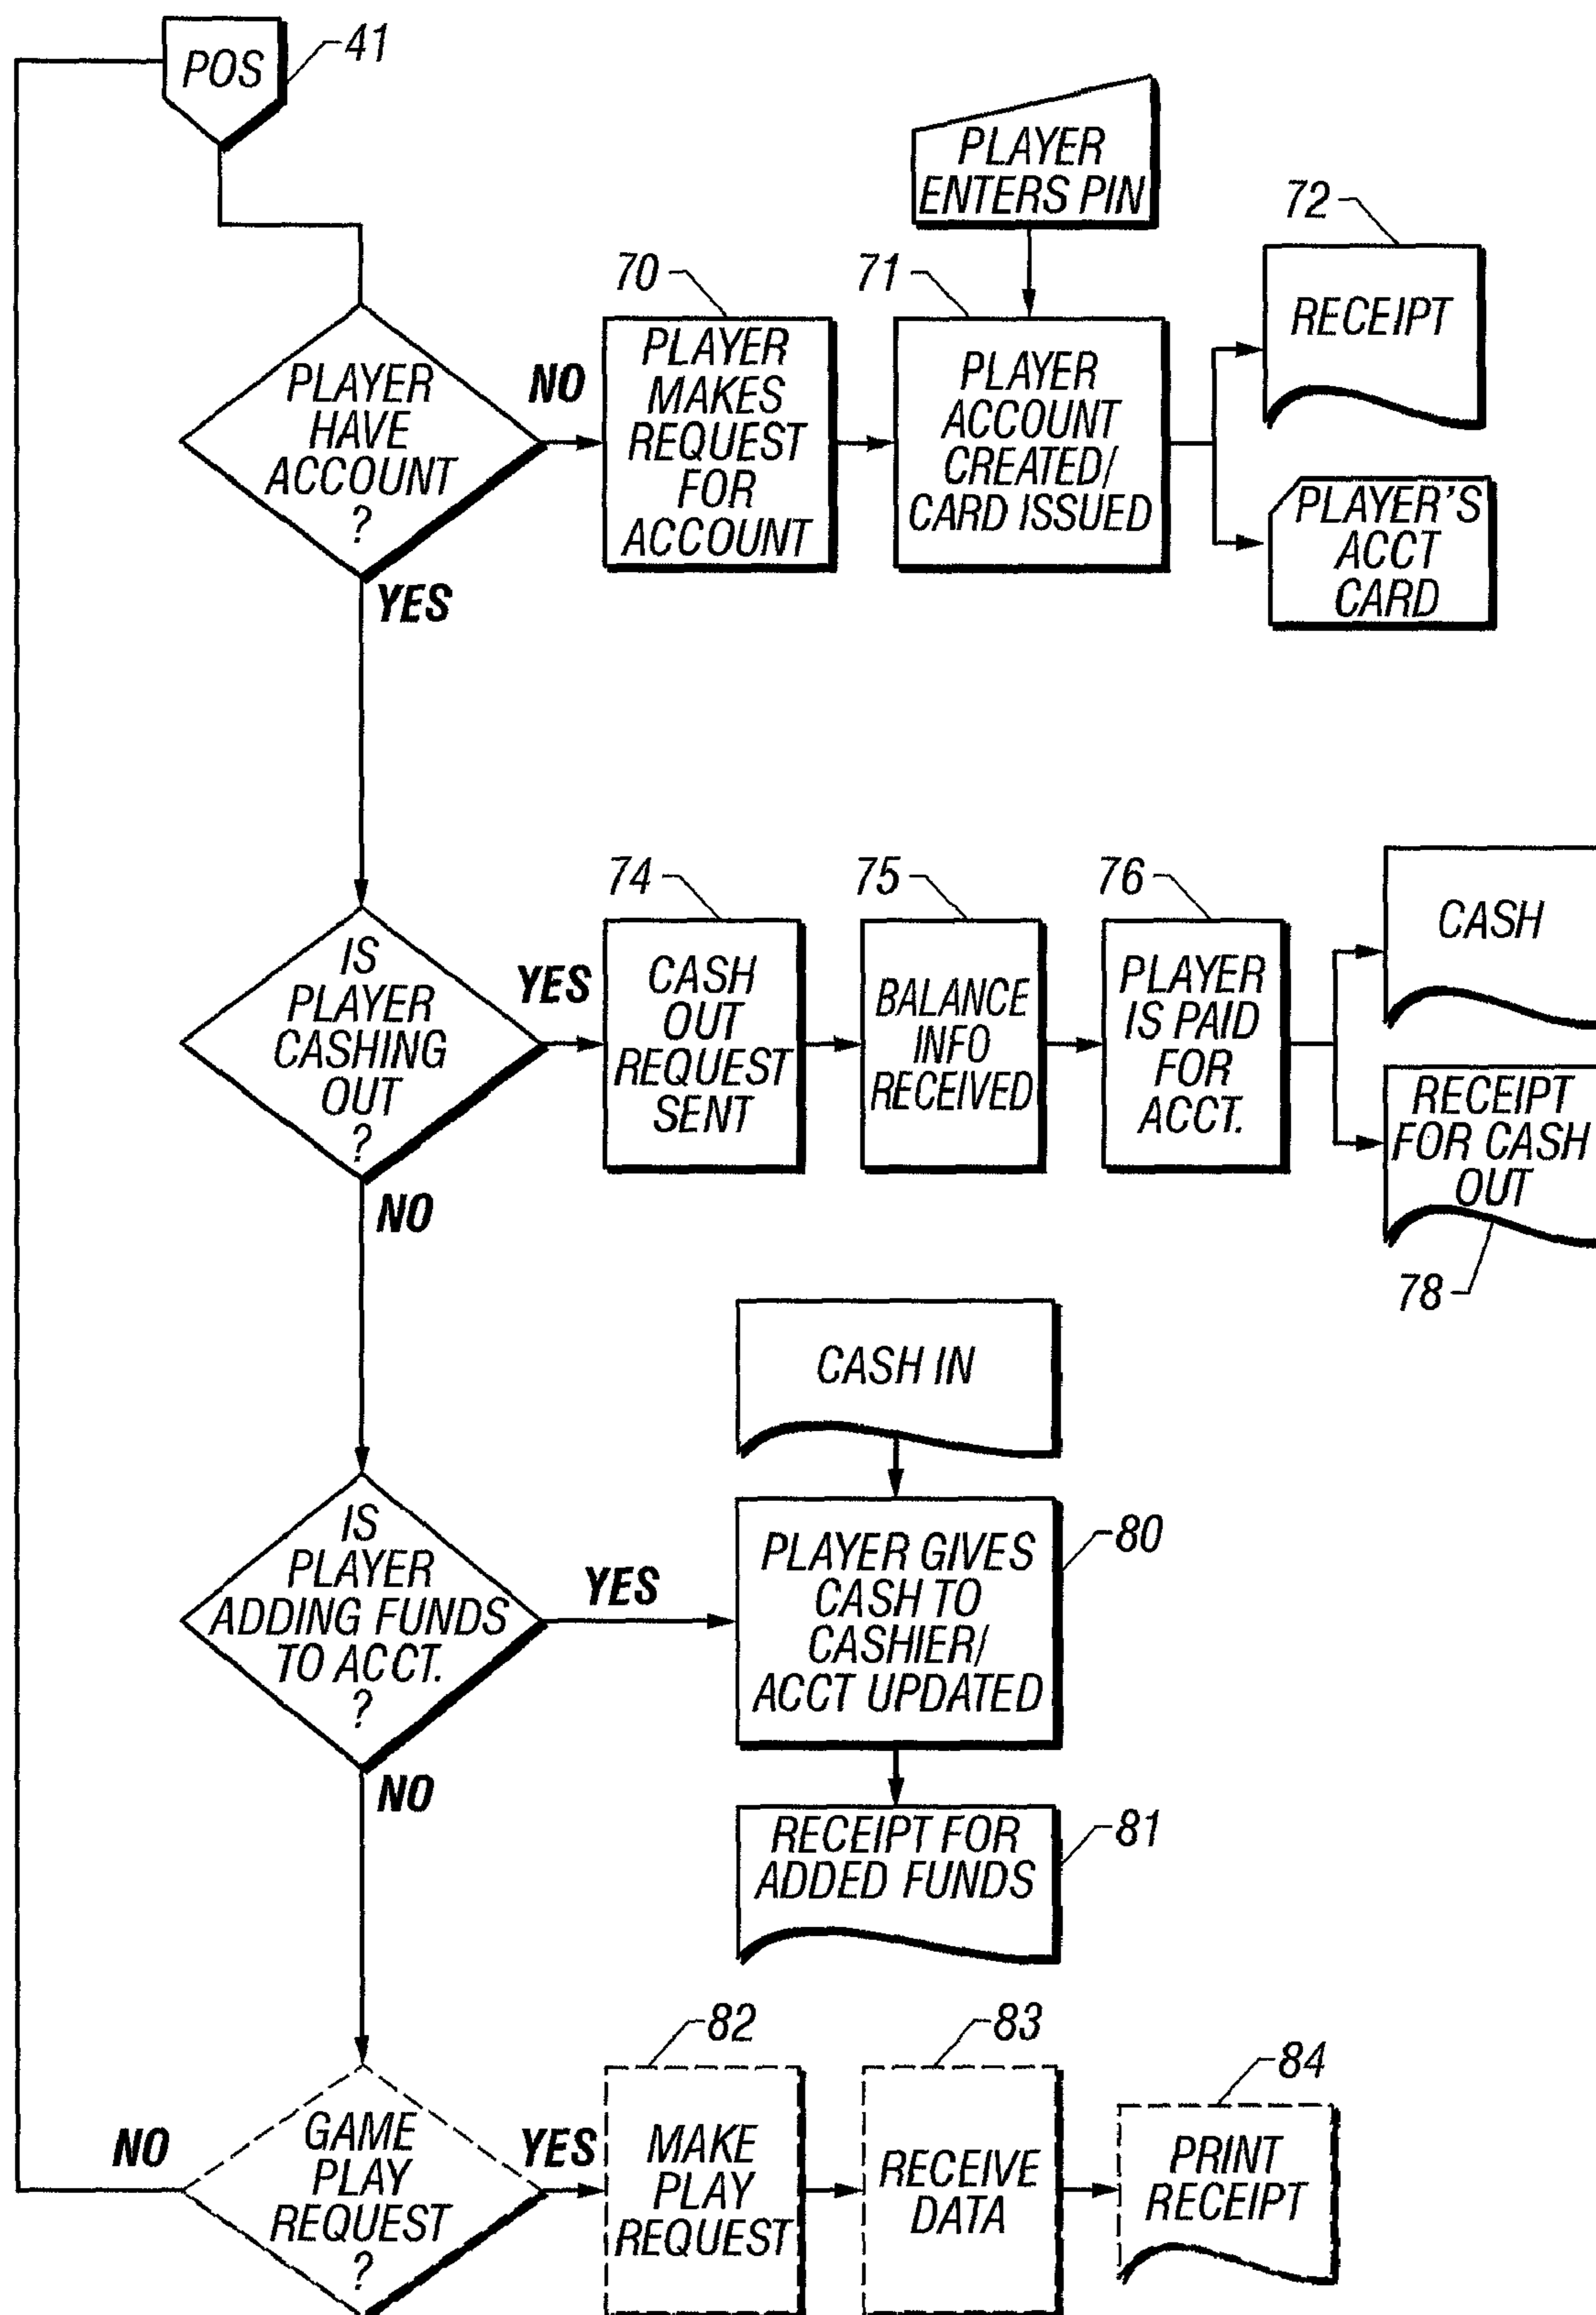 POS
41
PLAYER
ENTERS PIN
72
RECEIPT
70
71
PLAYER
HAVE
ACCOUNT
?
NO
YES
PLAYER
MAKES
REQUEST
FOR
ACCOUNT
PLAYER
ACCOUNT
CREATED/
CARD ISSUED
PLAYER'S
ACCT
CARD
74
75
76
IS
PLAYER
CASHING
OUT
?
YES
NO
CASH
OUT
REQUEST
SENT
BALANCE
INFO
RECEIVED
PLAYER
IS PAID
FOR
ACCT.
CASH
RECEIPT
FOR CASH
OUT
78
CASH IN
IS
PLAYER
ADDING FUNDS
TO ACCT.
?
YES
NO
PLAYER GIVES
CASH TO
CASHIER/
ACCT UPDATED
80
RECEIPT FOR
ADDED FUNDS
81
82
83
84
NO
GAME
PLAY
REQUEST
?
YES
MAKE
PLAY
REQUEST
RECEIVE
DATA
PRINT
RECEIPT